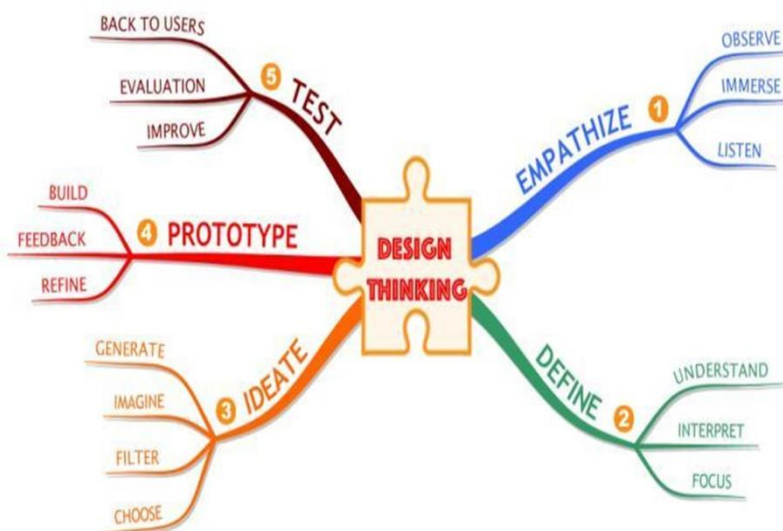 DESIGN
THINKING
1 EMPATHIZE
OBSERVE
IMMERSE
LISTEN
2 DEFINE
UNDERSTAND
INTERPRET
FOCUS
3 IDEATE
GENERATE
IMAGINE
FILTER
CHOOSE
4 PROTOTYPE
BUILD
FEEDBACK
REFINE
5 TEST
BACK TO USERS
EVALUATION
IMPROVE